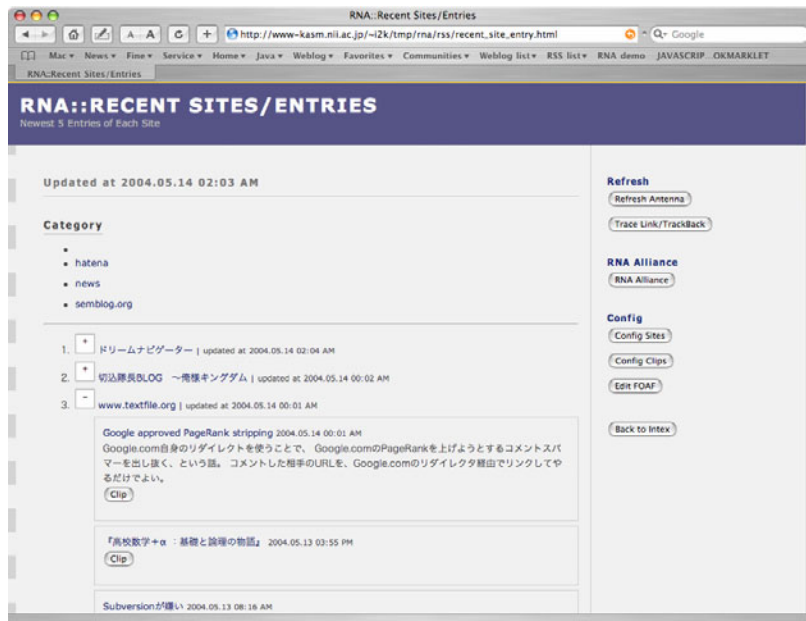 RNA::Recent Sites/Entries
A A C + http://www-kasm.nii.ac.jp/~i2k/tmp/rna/rss/recent_site_entry.html Q- Google
Mac News Fine Service Home Java Weblog Favorites Communities Weblog list RSS list RNA demo JAVASCRIP...OKMARKLET
RNA::Recent Sites/Entries
RNA::RECENT SITES/ENTRIES
Newest 5 Entries of Each Site
Updated at 2004.05.14 02:03 AM
Category
hatena
news
semblog.org
1. + ドリームナビゲーター | updated at 2004.05.14 02:04 AM
2. + 切込隊長BLOG ～俺様キングダム | updated at 2004.05.14 00:02 AM
3. - www.textfile.org | updated at 2004.05.14 00:01 AM
Google approved PageRank stripping 2004.05.14 00:01 AM
Google.com自身のリダイレクトを使うことで、Google.comのPageRankを上げようとするコメントスパ
マーを出し抜く、という話。 コメントした相手のURLを、Google.comのリダイレクタ経由でリンクしてや
るだけでよい。
Clip
『高校数学+α ：基礎と論理の物語』 2004.05.13 03:55 PM
Clip
Subversionが嫌い 2004.05.13 08:16 AM
Refresh
Refresh Antenna
Trace Link/TrackBack
RNA Alliance
RNA Alliance
Config
Config Sites
Config Clips
Edit FOAF
Back to Intex